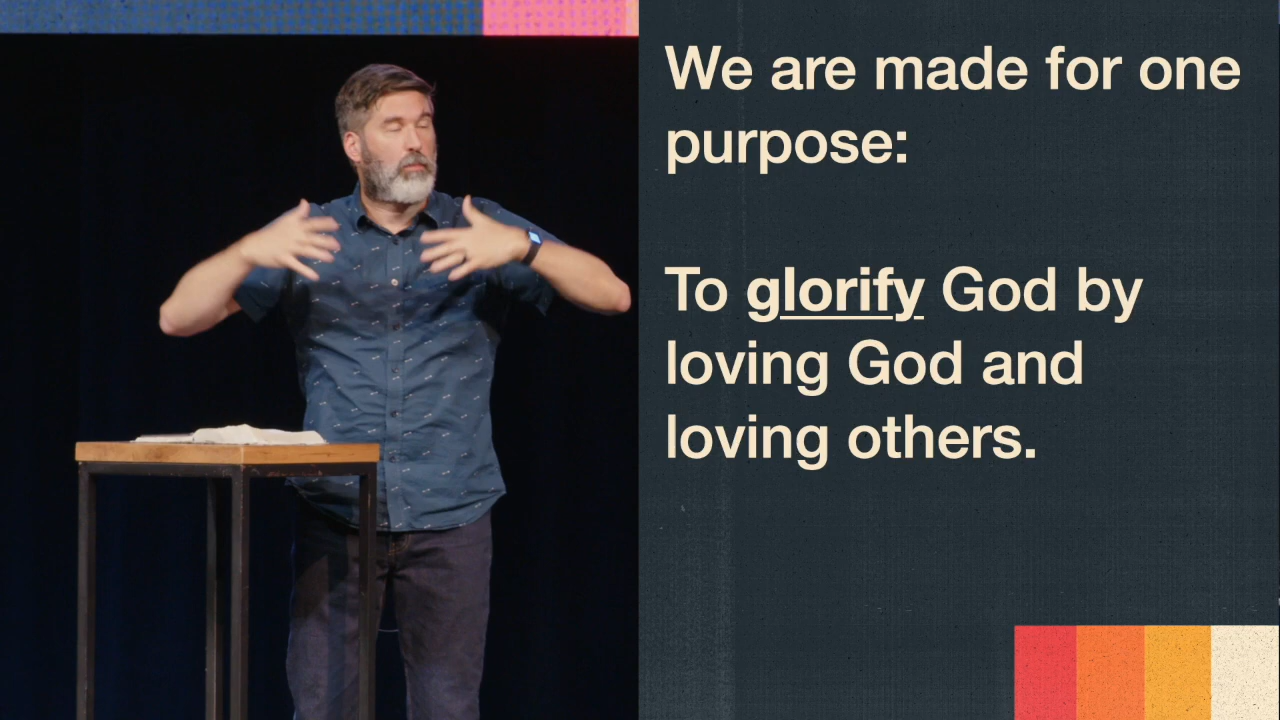 We are made for one
purpose:
To glorify God by
loving God and
loving others.